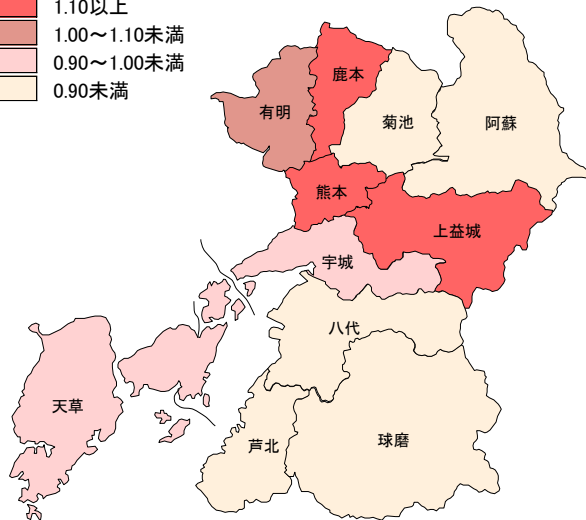 1.10以上
1.00～1.10未満
0.90～1.00未満
0.90未満
鹿本
有明
菊池
阿蘇
熊本
上益城
宇城
八代
天草
芦北
球磨